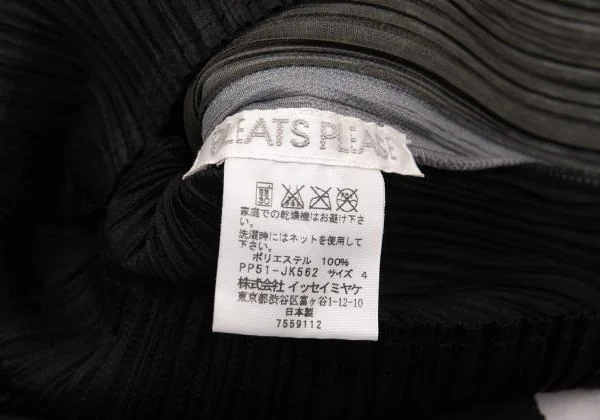 PLEATS PLEASE
家庭での乾燥機はお避け下さ
い。
洗濯時にはネットを使用して
下さい。
ポリエステル 100%
PP51-JK562 サイズ 4
株式会社 イッセイミヤケ
東京都渋谷区富ヶ谷1-12-10
日本製
7559112